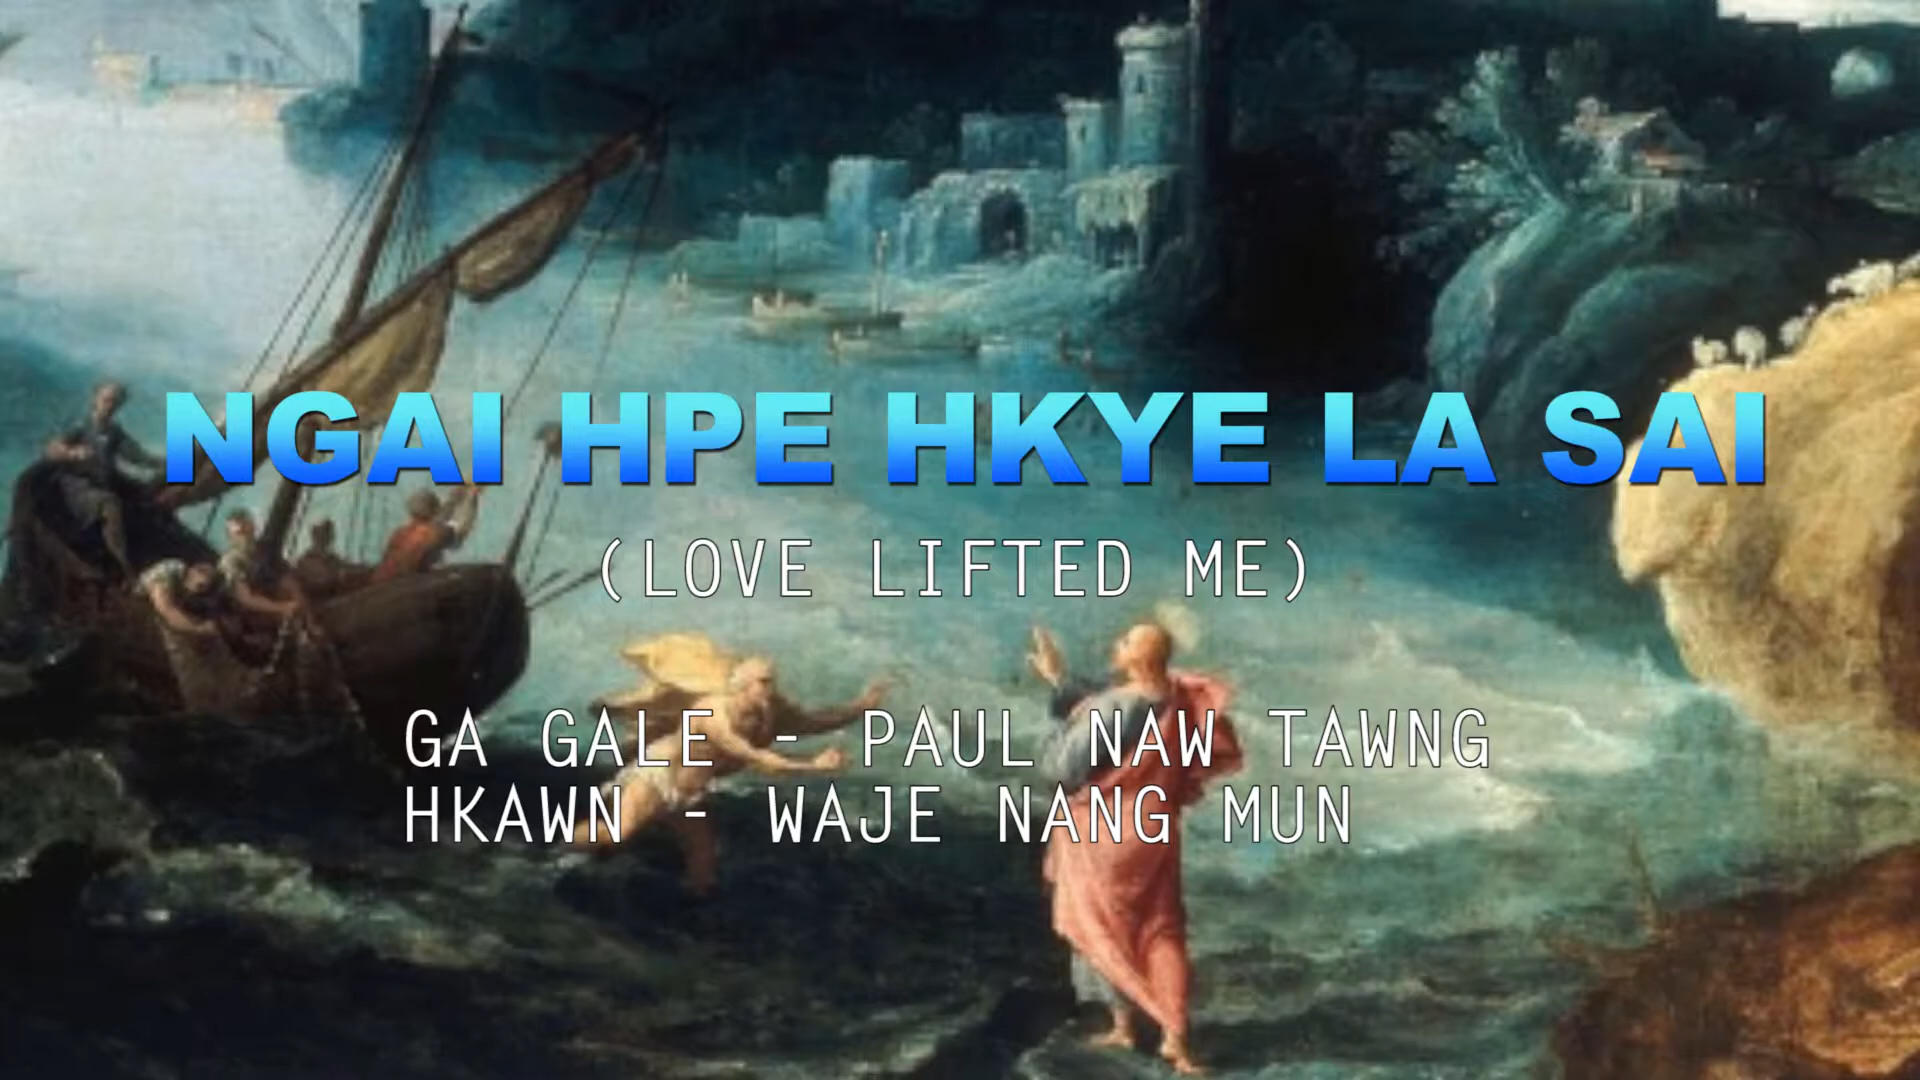 NGAI HPE HKYE LA SAI
(LOVE LIFTED ME)
GA GALE - PAUL NAW TAWNG
HKAWN - WAJE NANG MUN